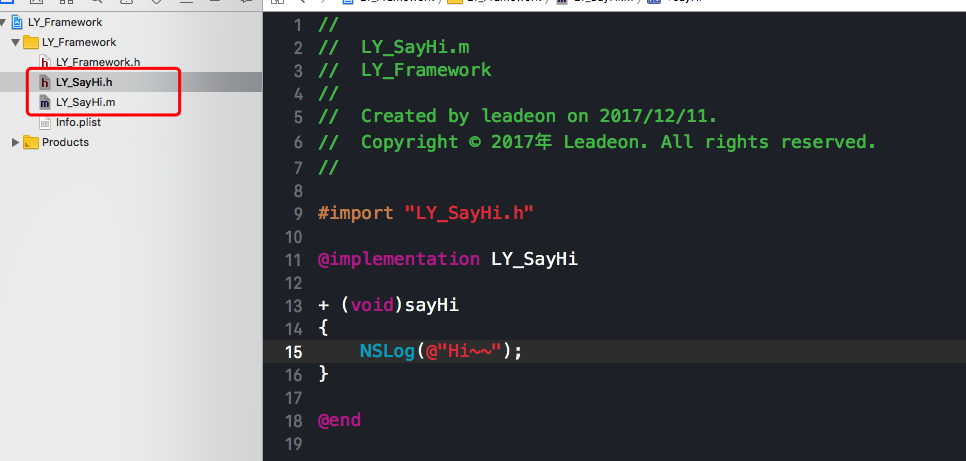 LY_Framework
LY_Framework
LY_Framework.h
LY_SayHi.h
LY_SayHi.m
Info.plist
Products
1 //
2 //  LY_SayHi.m
3 //  LY_Framework
4 //
5 //  Created by leadeon on 2017/12/11.
6 //  Copyright © 2017年 Leadeon. All rights reserved.
7 //
8
9 #import "LY_SayHi.h"
10
11 @implementation LY_SayHi
12
13 + (void)sayHi
14 {
15     NSLog(@"Hi~~");
16 }
17
18 @end
19